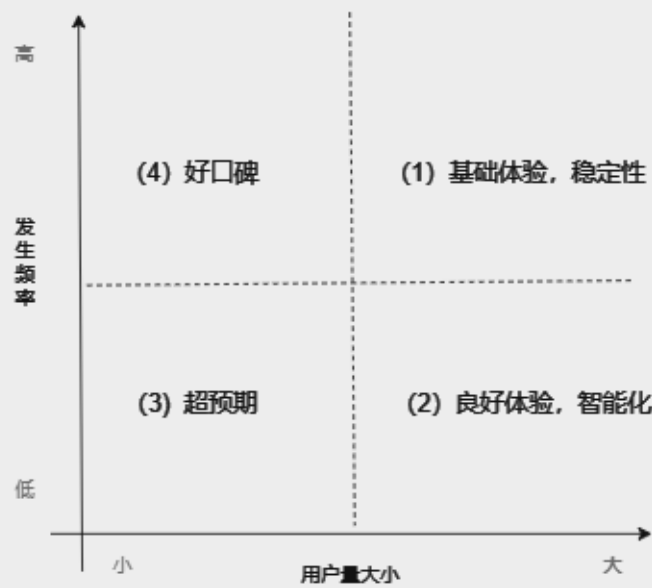 高
(4) 好口碑
(1) 基础体验，稳定性
发生频率
(3) 超预期
(2) 良好体验，智能化
低
小
用户量大小
大